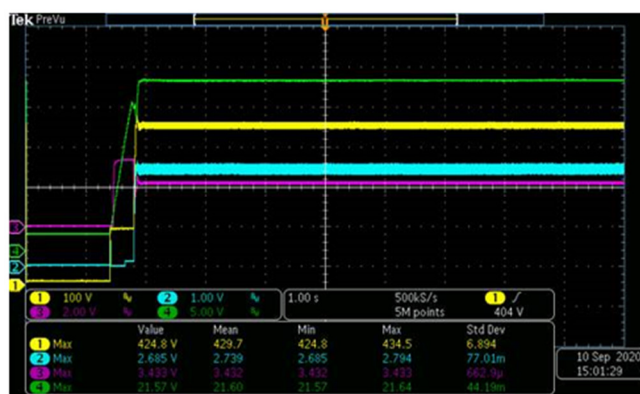 Tek PreVu
T
3
4
2
1
1 100 V 2 1.00 V 1.00 s 500kS/s 1 ∫
3 2.00 V 4 5.00 V 5M points 404 V
Value Mean Min Max Std Dev
1 Max 424.8 V 429.7 424.8 434.5 6.894
2 Max 2.685 V 2.739 2.685 2.794 77.01m
3 Max 3.433 V 3.432 3.432 3.433 662.9µ
4 Max 21.57 V 21.60 21.57 21.64 44.19m
10 Sep 2020
15:01:29